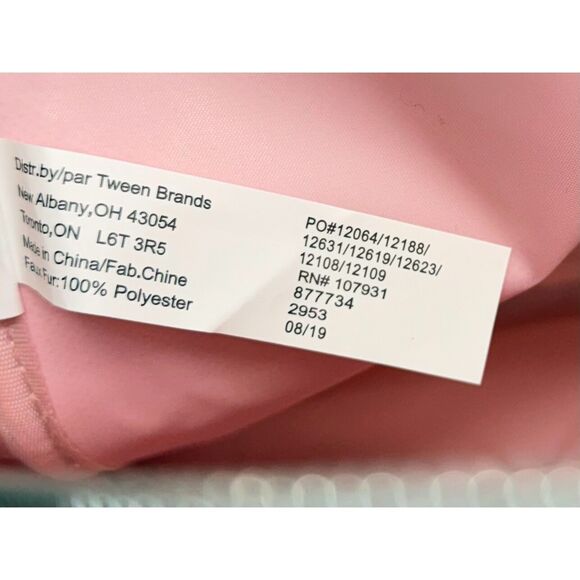 Distr.by/par Tween Brands
New Albany,OH 43054
Toronto,ON L6T 3R5
Made in China/Fab.Chine
Faux Fur:100% Polyester
PO#12064/12188/
12631/12619/12623/
12108/12109
RN# 107931
877734
2953
08/19